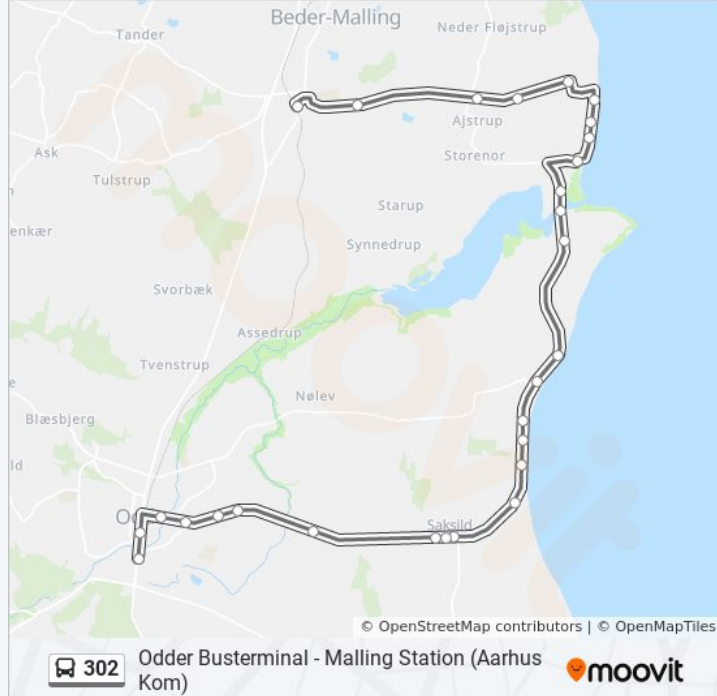 Beder-Malling
Neder Fløjstrup
Tander
Ajstrup
Ask
Storenor
Tulstrup
Starup
enkær
Synnedrup
Svorbæk
Assedrup
Tvenstrup
Nølev
Blæsbjerg
ld
Saksild
moovit
© OpenStreetMap contributors | © OpenMapTiles
302
Odder Busterminal - Malling Station (Aarhus
Kom)
moovit